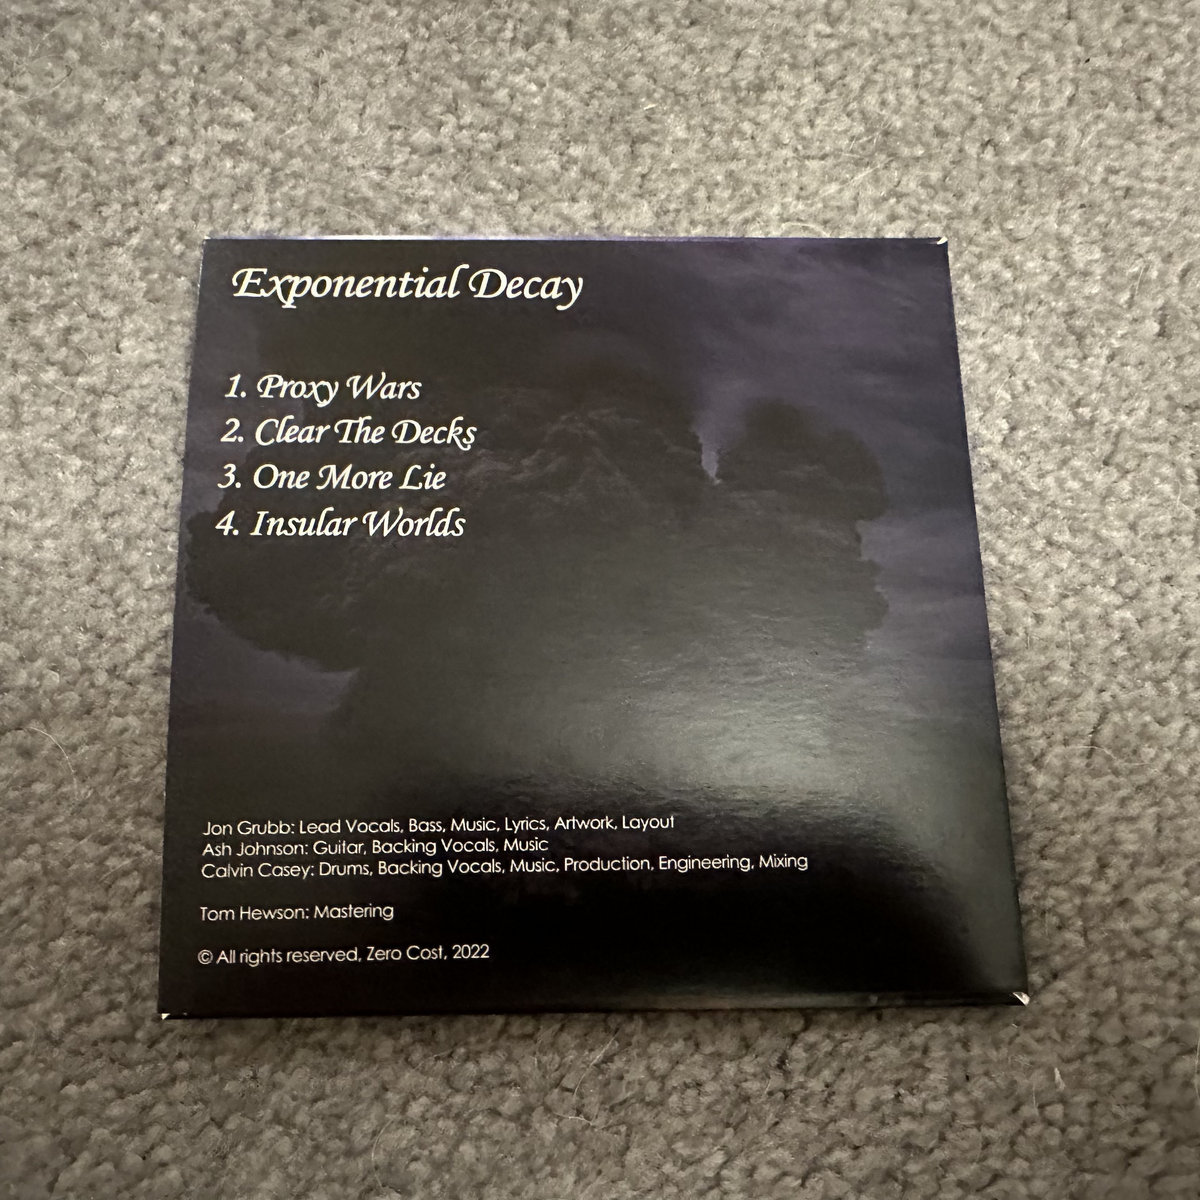 Exponential Decay
1. Proxy Wars
2. Clear The Decks
3. One More Lie
4. Insular Worlds
Jon Grubb: Lead Vocals, Bass, Music, Lyrics, Artwork, Layout
Ash Johnson: Guitar, Backing Vocals, Music
Calvin Casey: Drums, Backing Vocals, Music, Production, Engineering, Mixing
Tom Hewson: Mastering
© All rights reserved, Zero Cost, 2022